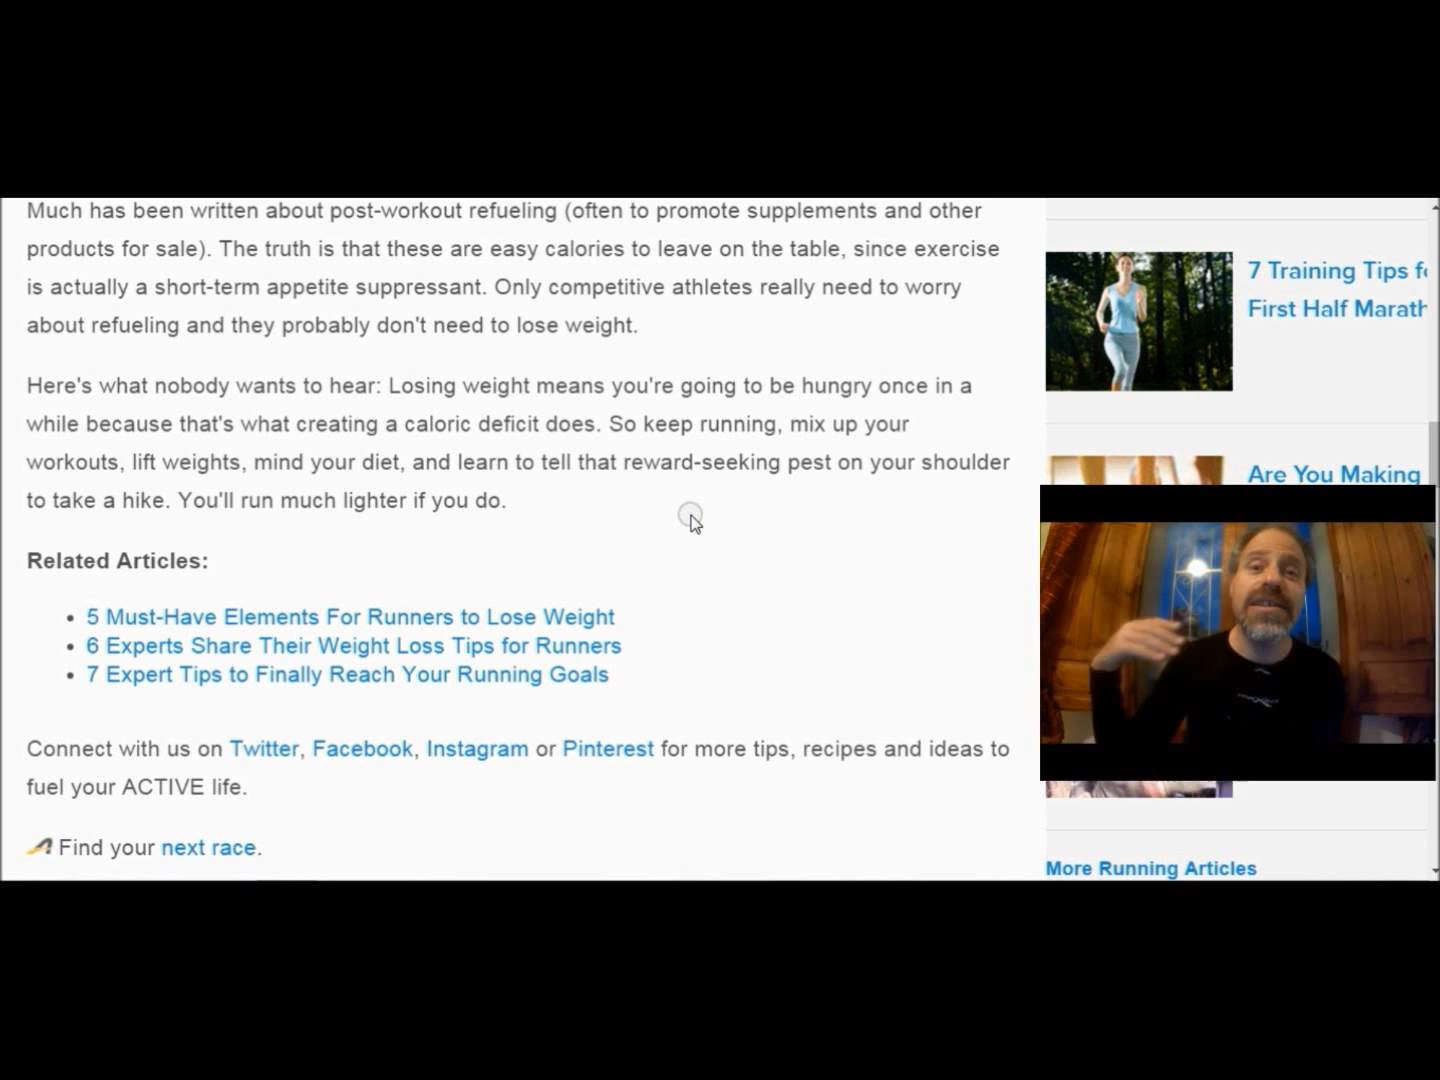 Much has been written about post-workout refueling (often to promote supplements and other
products for sale). The truth is that these are easy calories to leave on the table, since exercise
is actually a short-term appetite suppressant. Only competitive athletes really need to worry
about refueling and they probably don't need to lose weight.
Here's what nobody wants to hear: Losing weight means you're going to be hungry once in a
while because that's what creating a caloric deficit does. So keep running, mix up your
workouts, lift weights, mind your diet, and learn to tell that reward-seeking pest on your shoulder
to take a hike. You'll run much lighter if you do.
Related Articles:
• 5 Must-Have Elements For Runners to Lose Weight
• 6 Experts Share Their Weight Loss Tips for Runners
• 7 Expert Tips to Finally Reach Your Running Goals
Connect with us on Twitter, Facebook, Instagram or Pinterest for more tips, recipes and ideas to
fuel your ACTIVE life.
Find your next race.
7 Training Tips f
First Half Marath
Are You Making
More Running Articles